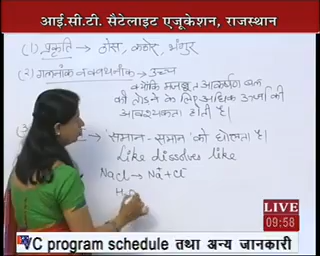 आई.सी.टी. सैटेलाइट एजूकेशन, राजस्थान
(1) प्रकृति → ठोस, कठोर, भंगुर
(2) गलनांक व क्वथनांक → उच्च
क्योंकि मजबूत आकर्षण बल
को तोड़ने के लिए अधिक ऊर्जा की
आवश्यकता होती है।
(3) → 'समान-समान' को घोलता है।
Like dissolves like
NaCl → Na⁺ + Cl⁻
H₂O
LIVE
09:58
VC program schedule तथा अन्य जानकारी